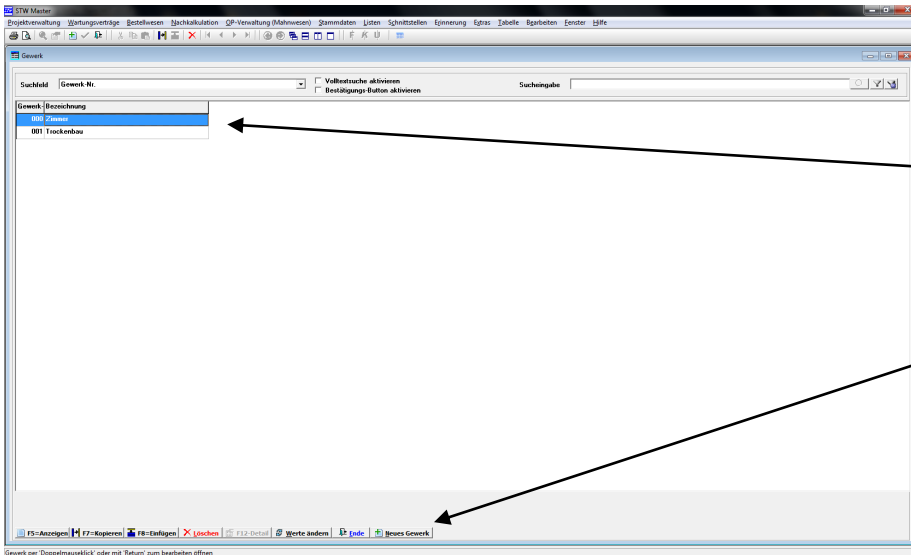 STW Master
Projektverwaltung Wartungsverträge Bestellwesen Nachkalkulation OP-Verwaltung (Mahnwesen) Stammdaten Listen Schnittstellen Erinnerung Extras Tabelle Bearbeiten Fenster Hilfe
F K U
Gewerk
Suchfeld Gewerk-Nr. Volltextsuche aktivieren Sucheingabe
Bestätigungs-Button aktivieren
Gewerk- Bezeichnung
000 Zimmer
001 Trockenbau
F5=Anzeigen F7=Kopieren F8=Einfügen Löschen F12-Detail Werte ändern Ende Neues Gewerk
Gewerk per 'Doppelmauseklick' oder mit 'Return' zum bearbeiten öffnen